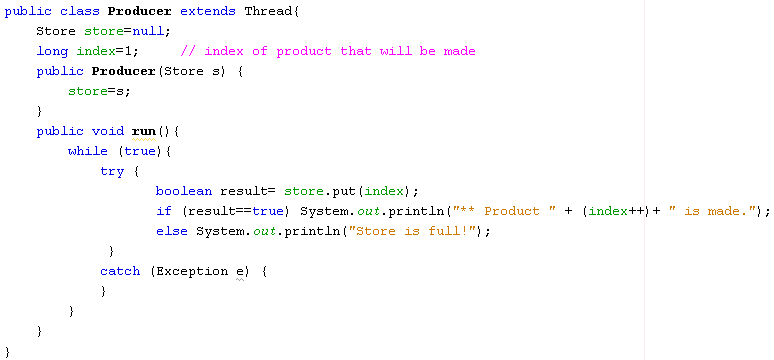 public class Producer extends Thread{
    Store store=null;
    long index=1;     // index of product that will be made
    public Producer(Store s) {
        store=s;
    }
    public void run(){
        while (true){
            try {
                   boolean result= store.put(index);
                   if (result==true) System.out.println("** Product " + (index++)+ " is made.");
                   else System.out.println("Store is full!");
             }
            catch (Exception e) {
            }
        }
    }
}